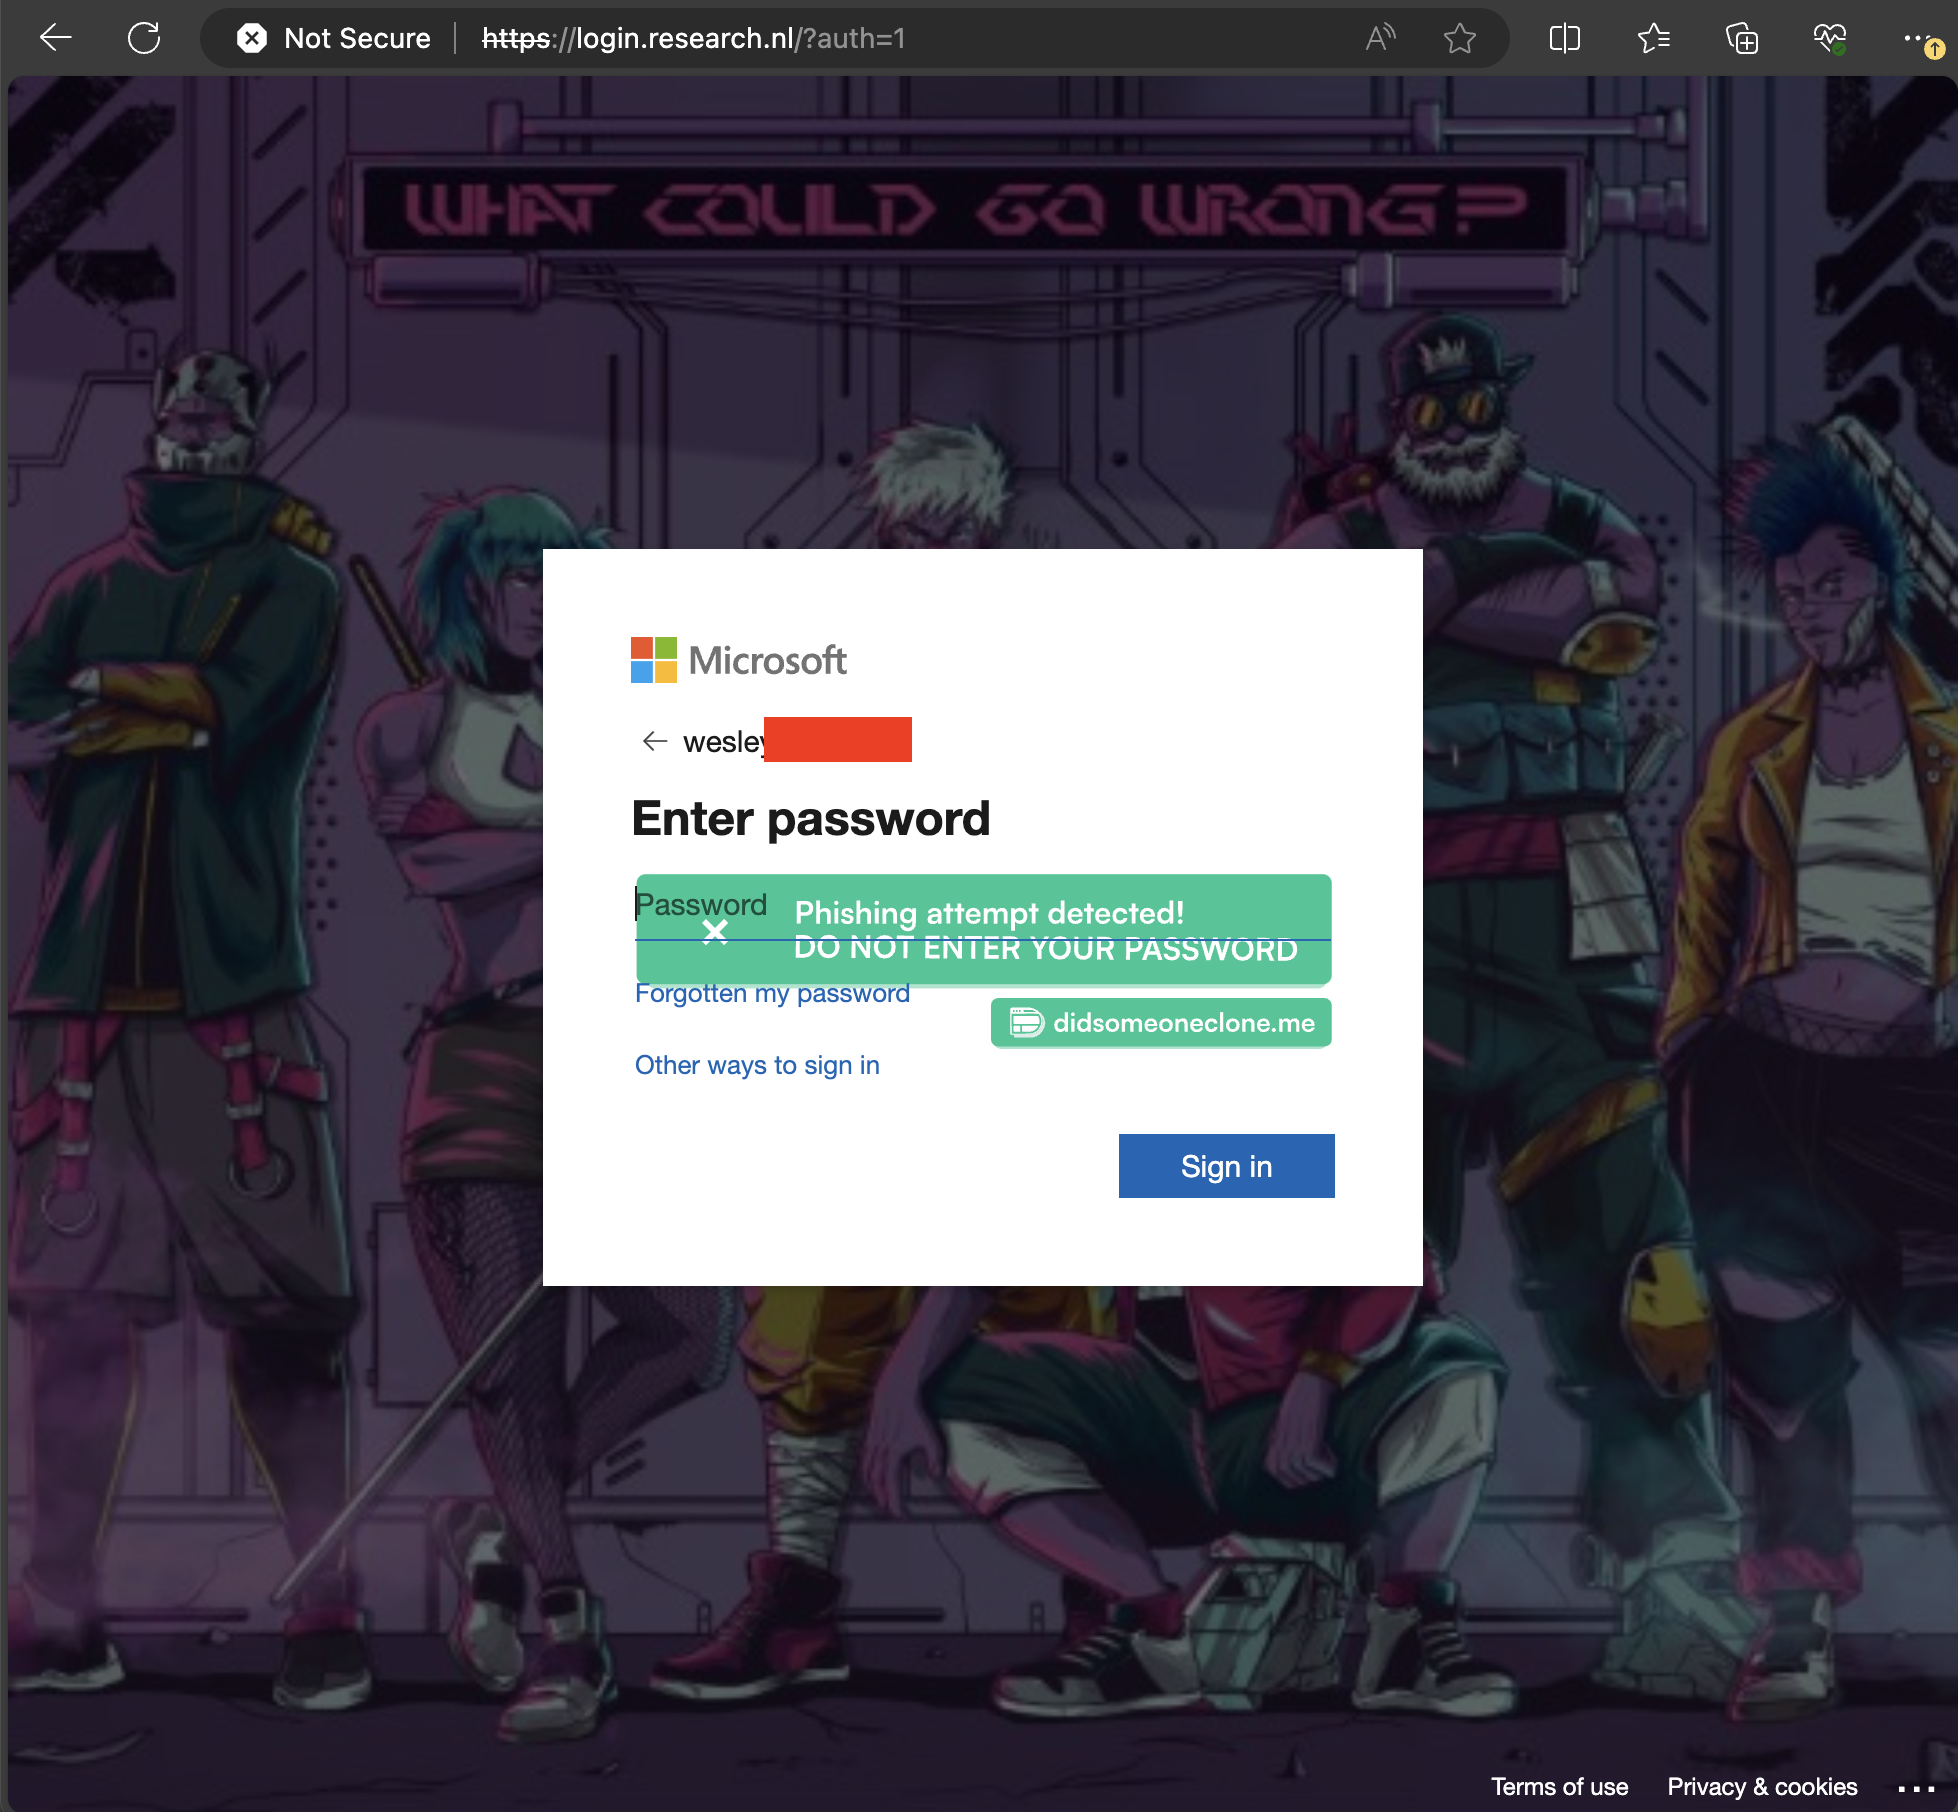 Not Secure
https://login.research.nl/?auth=1
WHAT COULD GO WRONG?
Microsoft
wesley
Enter password
Password
Phishing attempt detected!
DO NOT ENTER YOUR PASSWORD
Forgotten my password
didsomeoneclone.me
Other ways to sign in
Sign in
Terms of use
Privacy & cookies